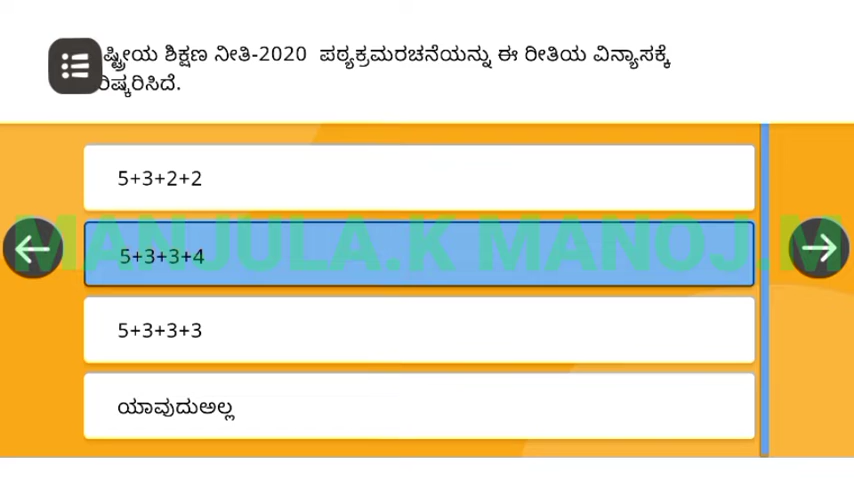 ಶಿಕ್ಷಣ ನೀತಿ-2020 ಪಠ್ಯಕ್ರಮರಚನೆಯನ್ನು ಈ ರೀತಿಯ ವಿನ್ಯಾಸಕ್ಕೆ
5+3+2+2
MANJULA.K MANOJ.M
5+3+3+4
5+3+3+3
ಯಾವುದುಅಲ್ಲ